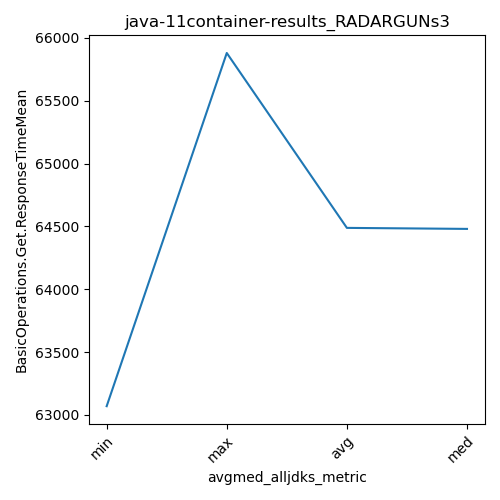 java-11container-results_RADARGUNs3
BasicOperations.Get.ResponseTimeMean
66000
65500
65000
64500
64000
63500
63000
min
max
avg
med
avgmed_alljdks_metric